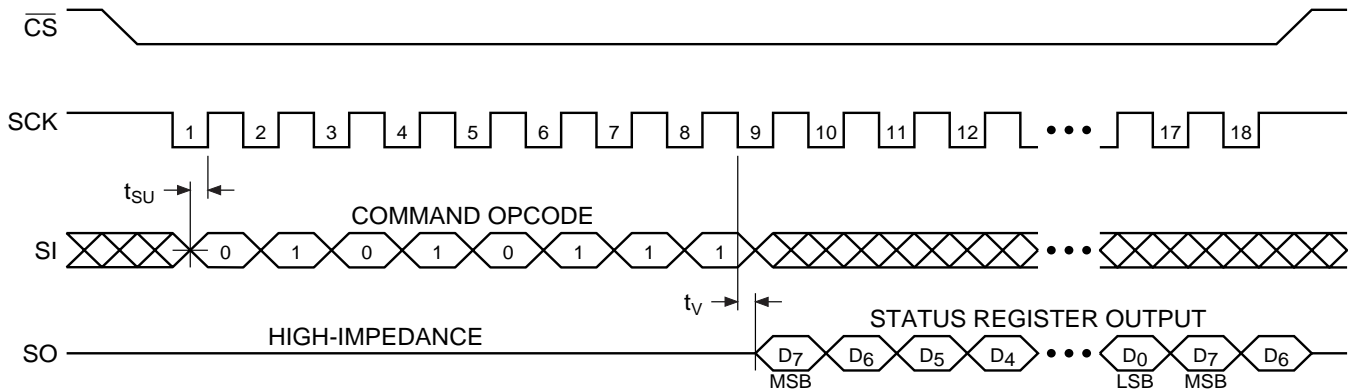 CS
SCK 1 2 3 4 5 6 7 8 9 10 11 12 ••• 17 18
tSU
COMMAND OPCODE
SI 0 1 0 1 0 1 1 1 •••
tV
HIGH-IMPEDANCE
STATUS REGISTER OUTPUT
SO D7 D6 D5 D4 ••• D0 D7 D6
MSB LSB MSB